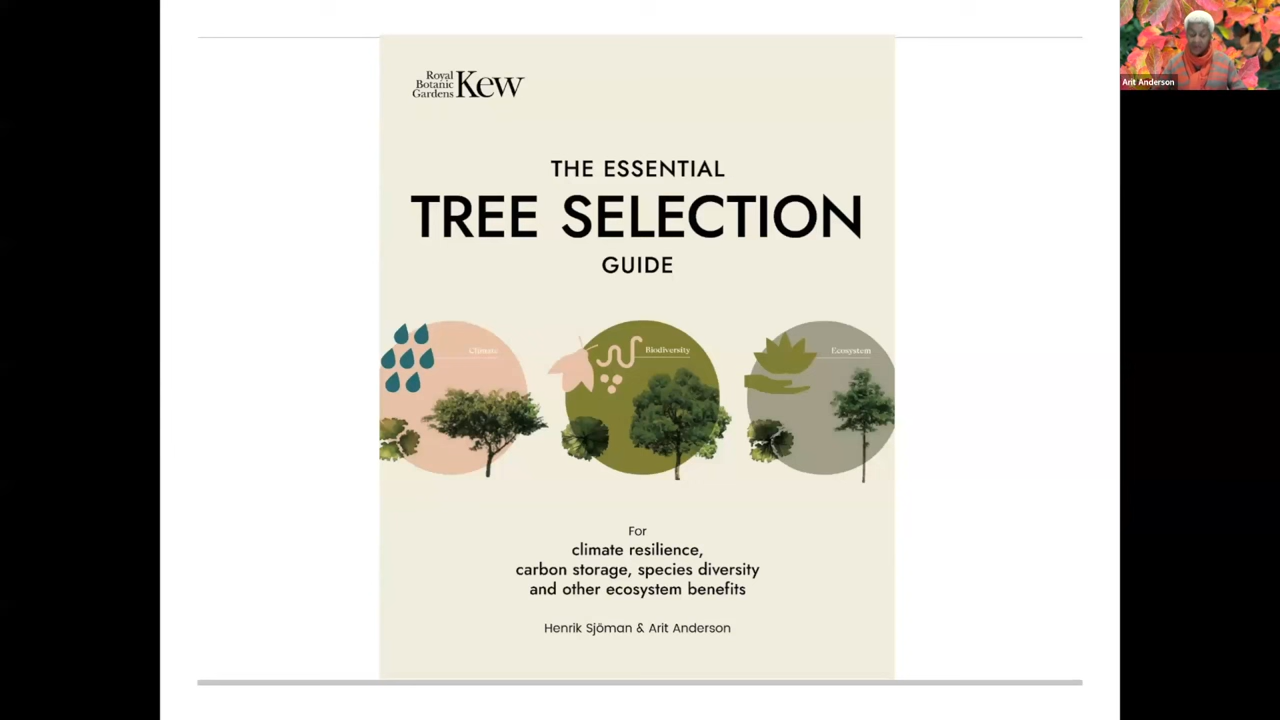 Royal
Botanic
Gardens
Kew
THE ESSENTIAL
TREE SELECTION
GUIDE
Climate
Biodiversity
Ecosystem
For
climate resilience,
carbon storage, species diversity
and other ecosystem benefits
Henrik Sjöman & Arit Anderson
Arit Anderson